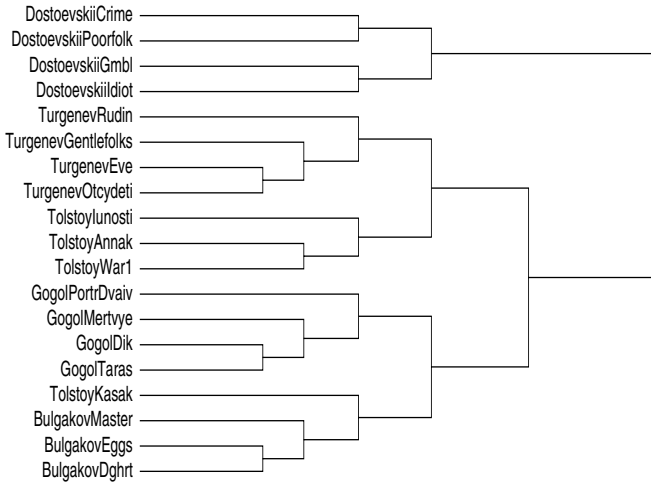 DostoevskiiCrime
DostoevskiiPoorfolk
DostoevskiiGmbl
DostoevskiiIdiot
TurgenevRudin
TurgenevGentlefolks
TurgenevEve
TurgenevOtcydeti
TolstoyIunosti
TolstoyAnnak
TolstoyWar1
GogolPortrDvaiv
GogolMertvye
GogolDik
GogolTaras
TolstoyKasak
BulgakovMaster
BulgakovEggs
BulgakovDghrt